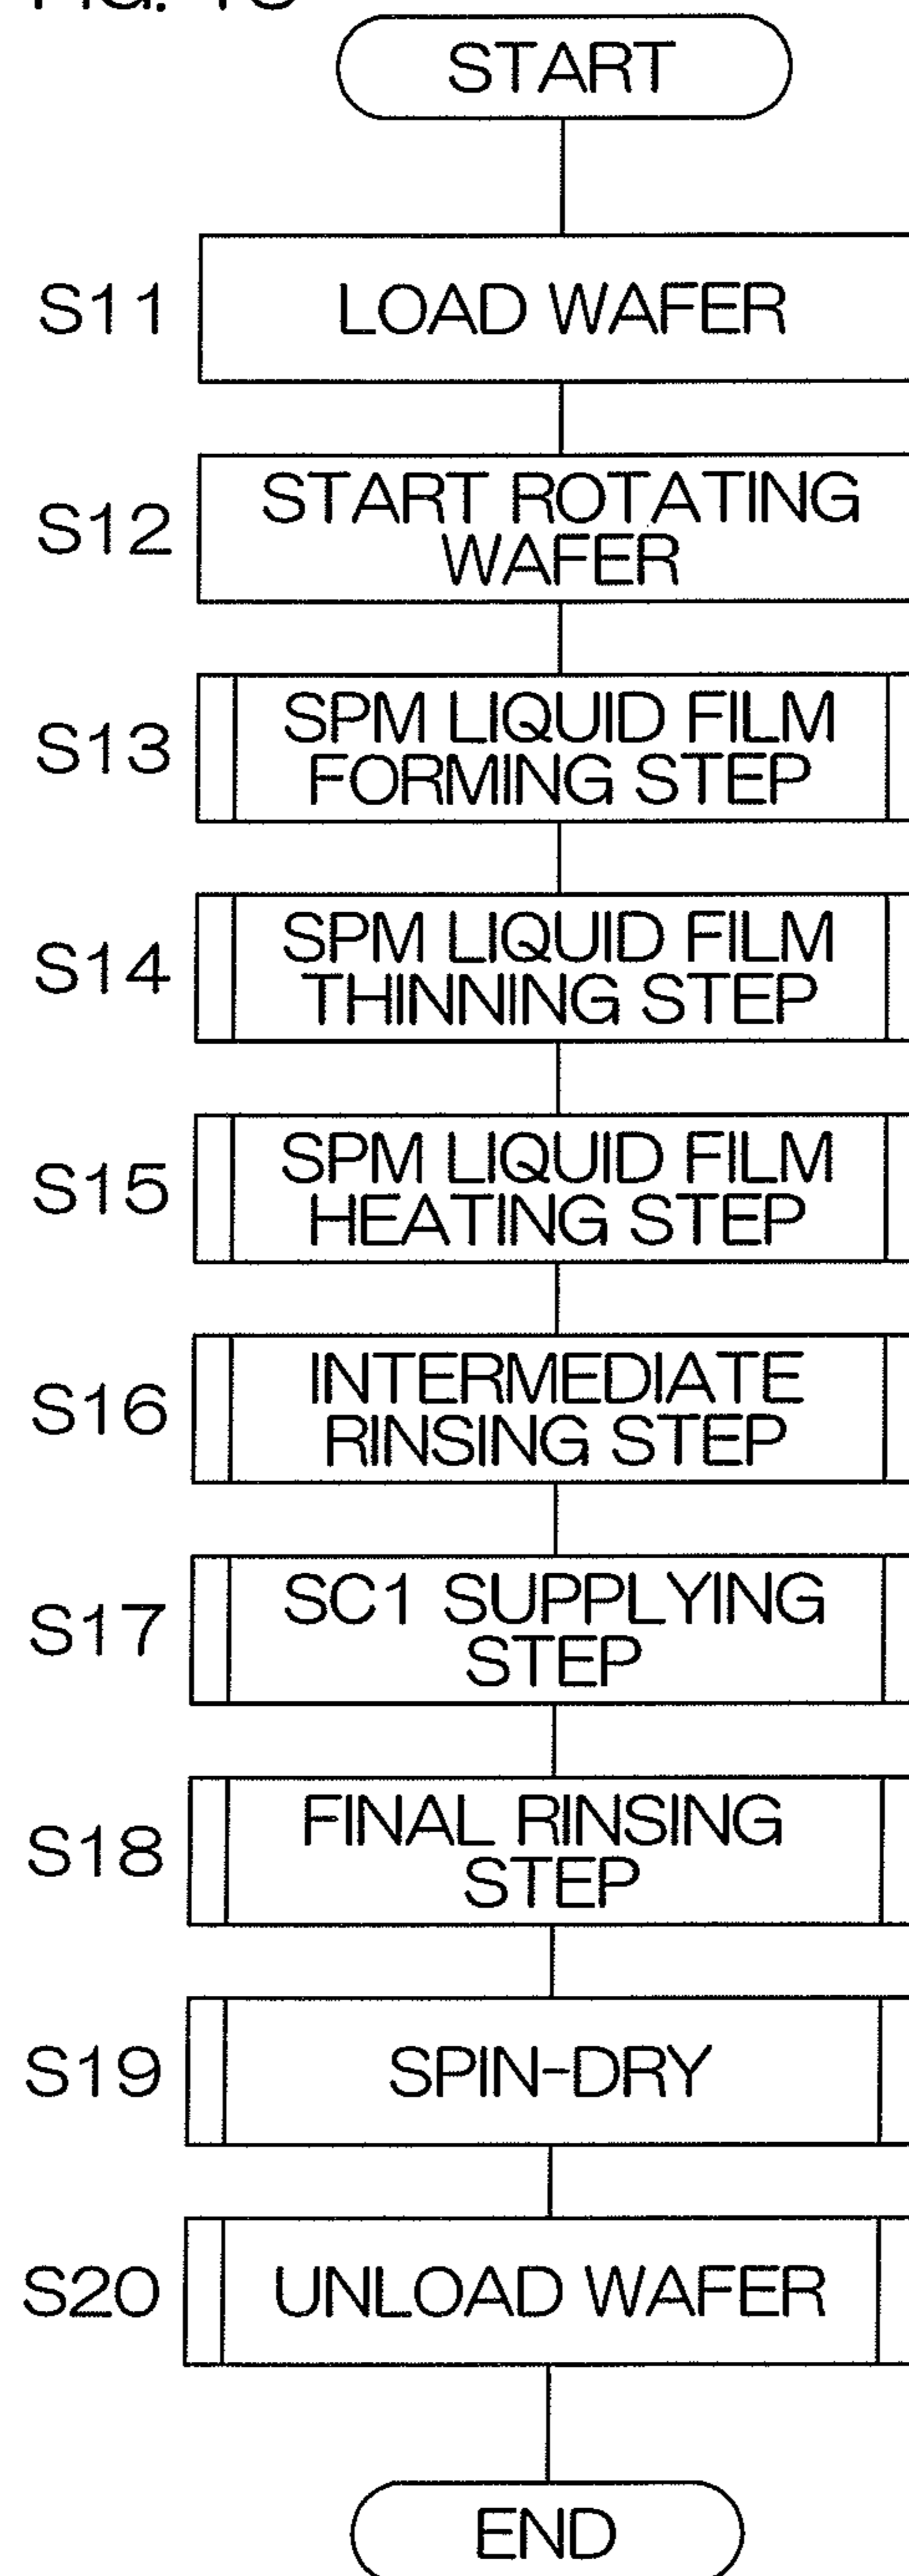 START
S11
LOAD WAFER
S12
START ROTATING
WAFER
S13
SPM LIQUID FILM
FORMING STEP
S14
SPM LIQUID FILM
THINNING STEP
S15
SPM LIQUID FILM
HEATING STEP
S16
INTERMEDIATE
RINSING STEP
S17
SC1 SUPPLYING
STEP
S18
FINAL RINSING
STEP
S19
SPIN-DRY
S20
UNLOAD WAFER
END